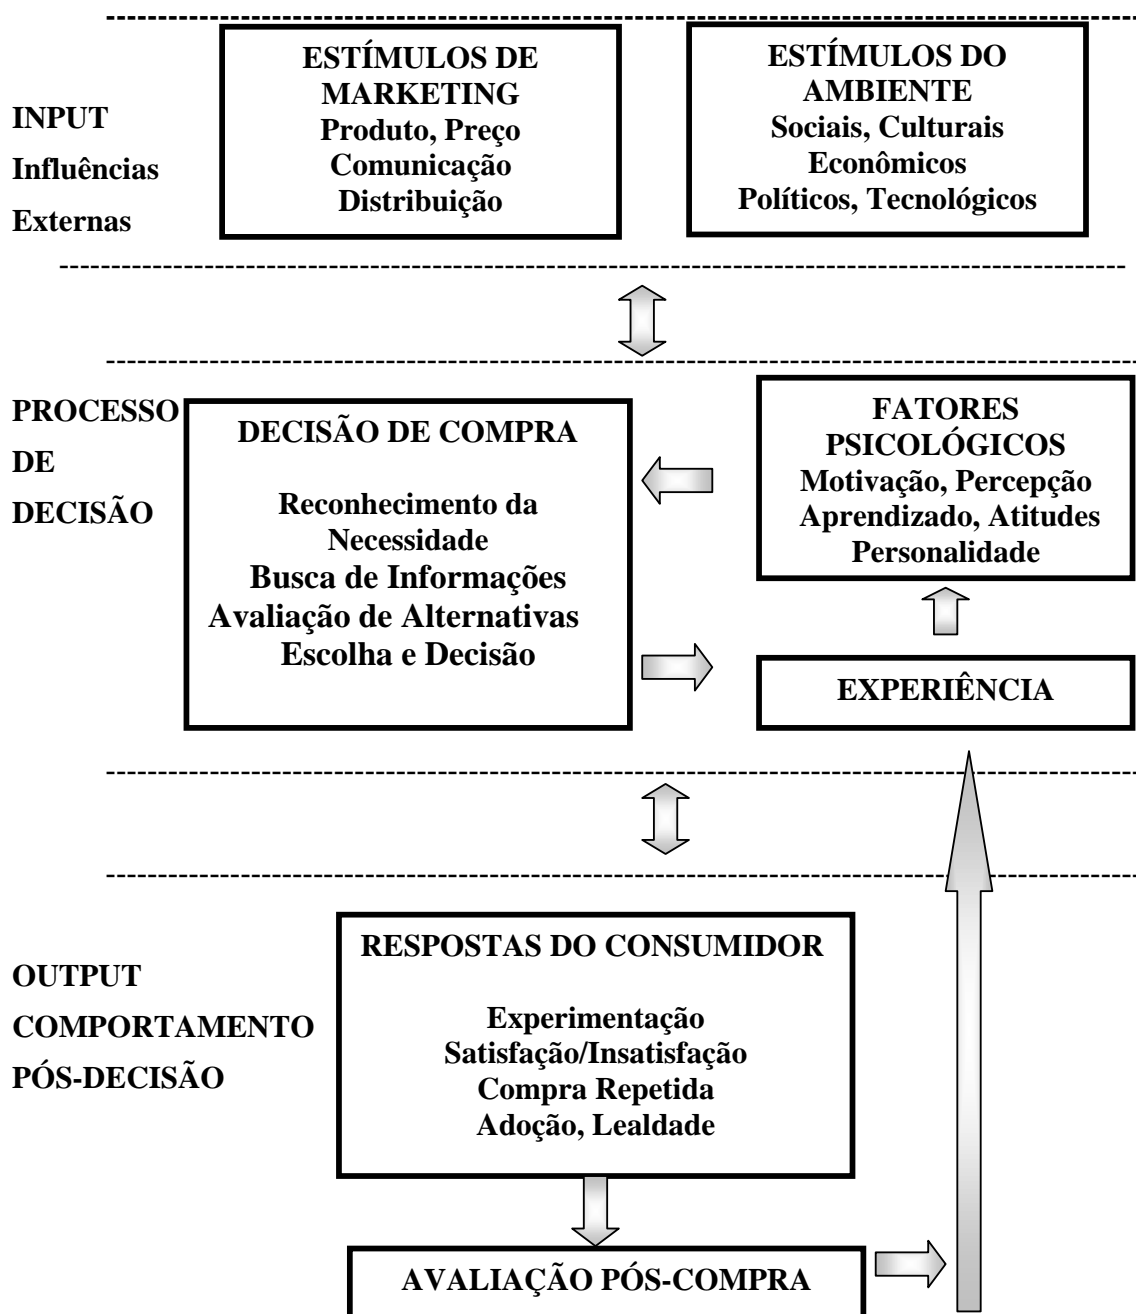 INPUT
Influências
Externas
ESTÍMULOS DE
MARKETING
Produto, Preço
Comunicação
Distribuição
ESTÍMULOS DO
AMBIENTE
Sociais, Culturais
Econômicos
Políticos, Tecnológicos
PROCESSO
DE
DECISÃO
DECISÃO DE COMPRA
Reconhecimento da
Necessidade
Busca de Informações
Avaliação de Alternativas
Escolha e Decisão
FATORES
PSICOLÓGICOS
Motivação, Percepção
Aprendizado, Atitudes
Personalidade
EXPERIÊNCIA
OUTPUT
COMPORTAMENTO
PÓS-DECISÃO
RESPOSTAS DO CONSUMIDOR
Experimentação
Satisfação/Insatisfação
Compra Repetida
Adoção, Lealdade
AVALIAÇÃO PÓS-COMPRA